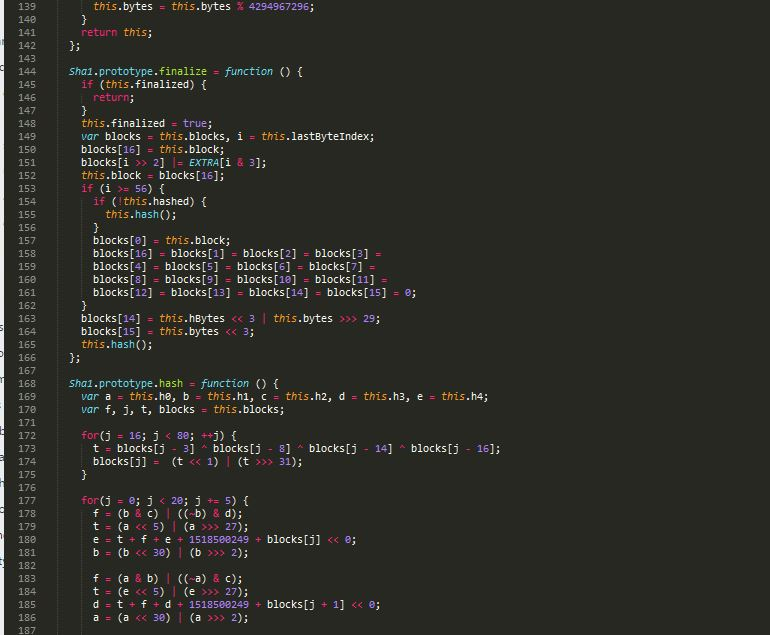 139 this.bytes = this.bytes % 4294967296;
140 }
141 return this;
142 };
143
144 Sha1.prototype.finalize = function () {
145 if (this.finalized) {
146 return;
147 }
148 this.finalized = true;
149 var blocks = this.blocks, i = this.lastByteIndex;
150 blocks[16] = this.block;
151 blocks[i >> 2] |= EXTRA[i & 3];
152 this.block = blocks[16];
153 if (i >= 56) {
154 if (!this.hashed) {
155 this.hash();
156 }
157 blocks[0] = this.block;
158 blocks[16] = blocks[1] = blocks[2] = blocks[3] =
159 blocks[4] = blocks[5] = blocks[6] = blocks[7] =
160 blocks[8] = blocks[9] = blocks[10] = blocks[11] =
161 blocks[12] = blocks[13] = blocks[14] = blocks[15] = 0;
162 }
163 blocks[14] = this.hBytes << 3 | this.bytes >>> 29;
164 blocks[15] = this.bytes << 3;
165 this.hash();
166 };
167
168 Sha1.prototype.hash = function () {
169 var a = this.h0, b = this.h1, c = this.h2, d = this.h3, e = this.h4;
170 var f, j, t, blocks = this.blocks;
171
172 for(j = 16; j < 80; ++j) {
173 t = blocks[j - 3] ^ blocks[j - 8] ^ blocks[j - 14] ^ blocks[j - 16];
174 blocks[j] =  (t << 1) | (t >>> 31);
175 }
176
177 for(j = 0; j < 20; j += 5) {
178 f = (b & c) | ((~b) & d);
179 t = (a << 5) | (a >>> 27);
180 e = t + f + e + 1518500249 + blocks[j] << 0;
181 b = (b << 30) | (b >>> 2);
182
183 f = (a & b) | ((~a) & c);
184 t = (e << 5) | (e >>> 27);
185 d = t + f + d + 1518500249 + blocks[j + 1] << 0;
186 a = (a << 30) | (a >>> 2);
187